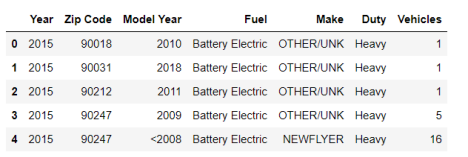 Year Zip Code Model Year Fuel Make Duty Vehicles
0 2015 90018 2010 Battery Electric OTHER/UNK Heavy 1
1 2015 90031 2018 Battery Electric OTHER/UNK Heavy 1
2 2015 90212 2011 Battery Electric OTHER/UNK Heavy 1
3 2015 90247 2009 Battery Electric OTHER/UNK Heavy 5
4 2015 90247 <2008 Battery Electric NEWFLYER Heavy 16